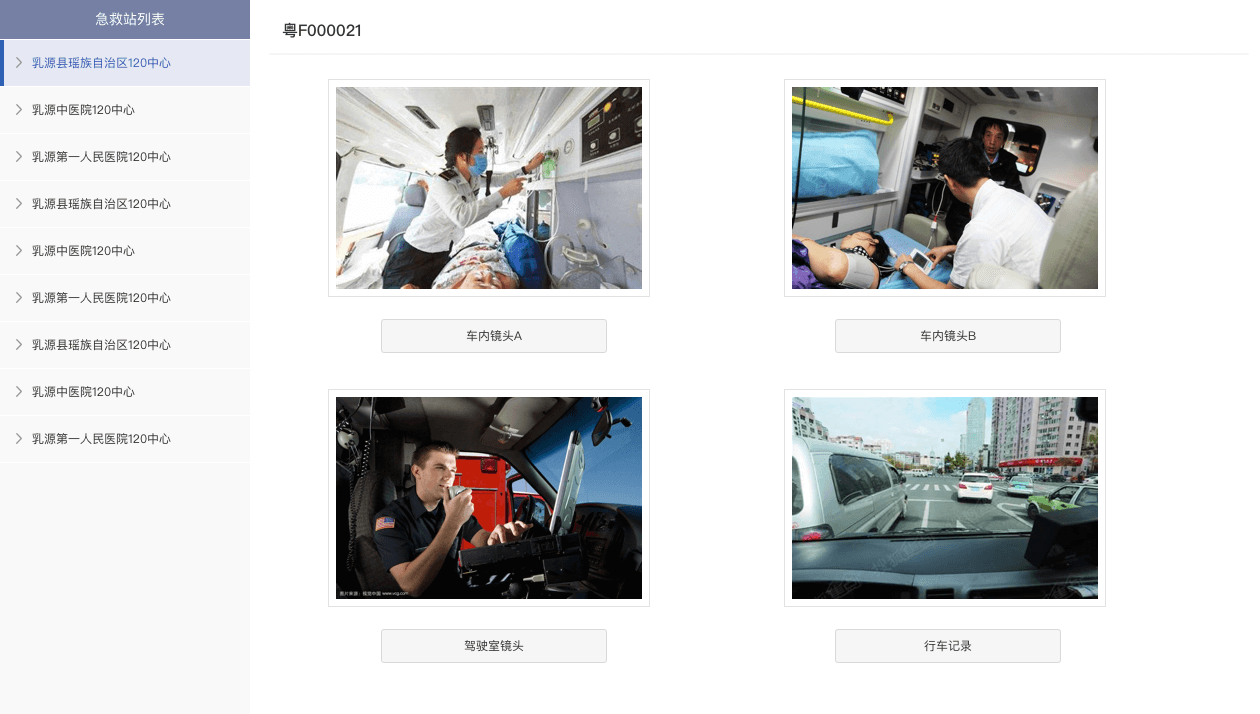 急救站列表
乳源县瑶族自治区120中心
乳源中医院120中心
乳源第一人民医院120中心
乳源县瑶族自治区120中心
乳源中医院120中心
乳源第一人民医院120中心
乳源县瑶族自治区120中心
乳源中医院120中心
乳源第一人民医院120中心
粤F000021
车内镜头A
车内镜头B
图片来源：视觉中国 www.vcg.com
驾驶室镜头
行车记录